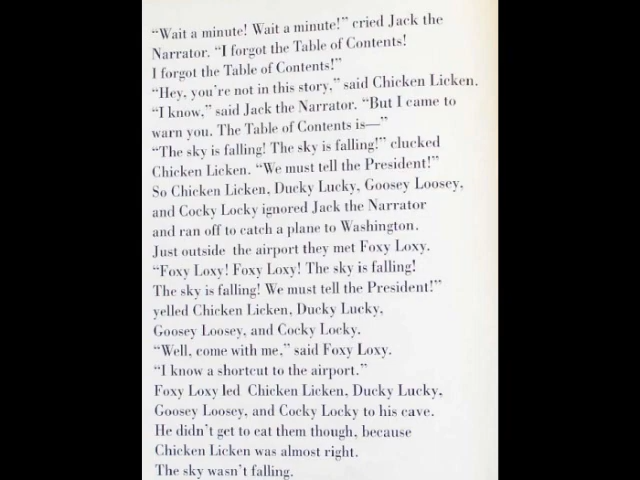 “Wait a minute! Wait a minute!” cried Jack the
Narrator. “I forgot the Table of Contents!
I forgot the Table of Contents!”
“Hey, you’re not in this story,” said Chicken Licken.
“I know,” said Jack the Narrator. “But I came to
warn you. The Table of Contents is—”
“The sky is falling! The sky is falling!” clucked
Chicken Licken. “We must tell the President!”
So Chicken Licken, Ducky Lucky, Goosey Loosey,
and Cocky Locky ignored Jack the Narrator
and ran off to catch a plane to Washington.
Just outside the airport they met Foxy Loxy.
“Foxy Loxy! Foxy Loxy! The sky is falling!
The sky is falling! We must tell the President!”
yelled Chicken Licken, Ducky Lucky,
Goosey Loosey, and Cocky Locky.
“Well, come with me,” said Foxy Loxy.
“I know a shortcut to the airport.”
Foxy Loxy led Chicken Licken, Ducky Lucky,
Goosey Loosey, and Cocky Locky to his cave.
He didn’t get to eat them though, because
Chicken Licken was almost right.
The sky wasn’t falling.